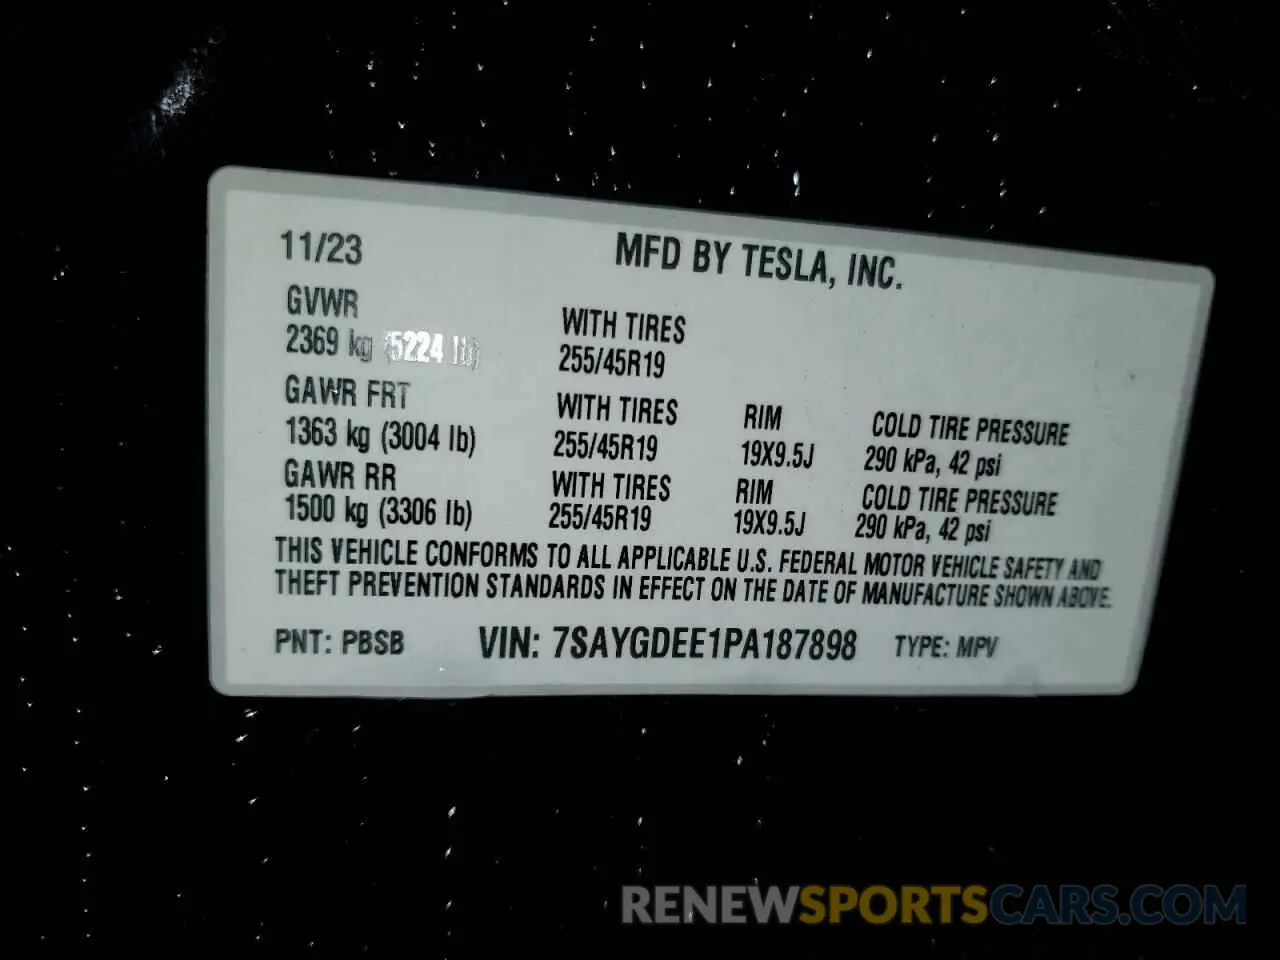 11/23 MFD BY TESLA, INC.
GVWR
2369 kg (5224 lb) WITH TIRES
255/45R19
GAWR FRT WITH TIRES RIM COLD TIRE PRESSURE
1363 kg (3004 lb) 255/45R19 19X9.5J 290 kPa, 42 psi
GAWR RR WITH TIRES RIM COLD TIRE PRESSURE
1500 kg (3306 lb) 255/45R19 19X9.5J 290 kPa, 42 psi
THIS VEHICLE CONFORMS TO ALL APPLICABLE U.S. FEDERAL MOTOR VEHICLE SAFETY AND
THEFT PREVENTION STANDARDS IN EFFECT ON THE DATE OF MANUFACTURE SHOWN ABOVE.
PNT: PBSB VIN: 7SAYGDEE1PA187898 TYPE: MPV
RENEWSPORTSCARS.COM